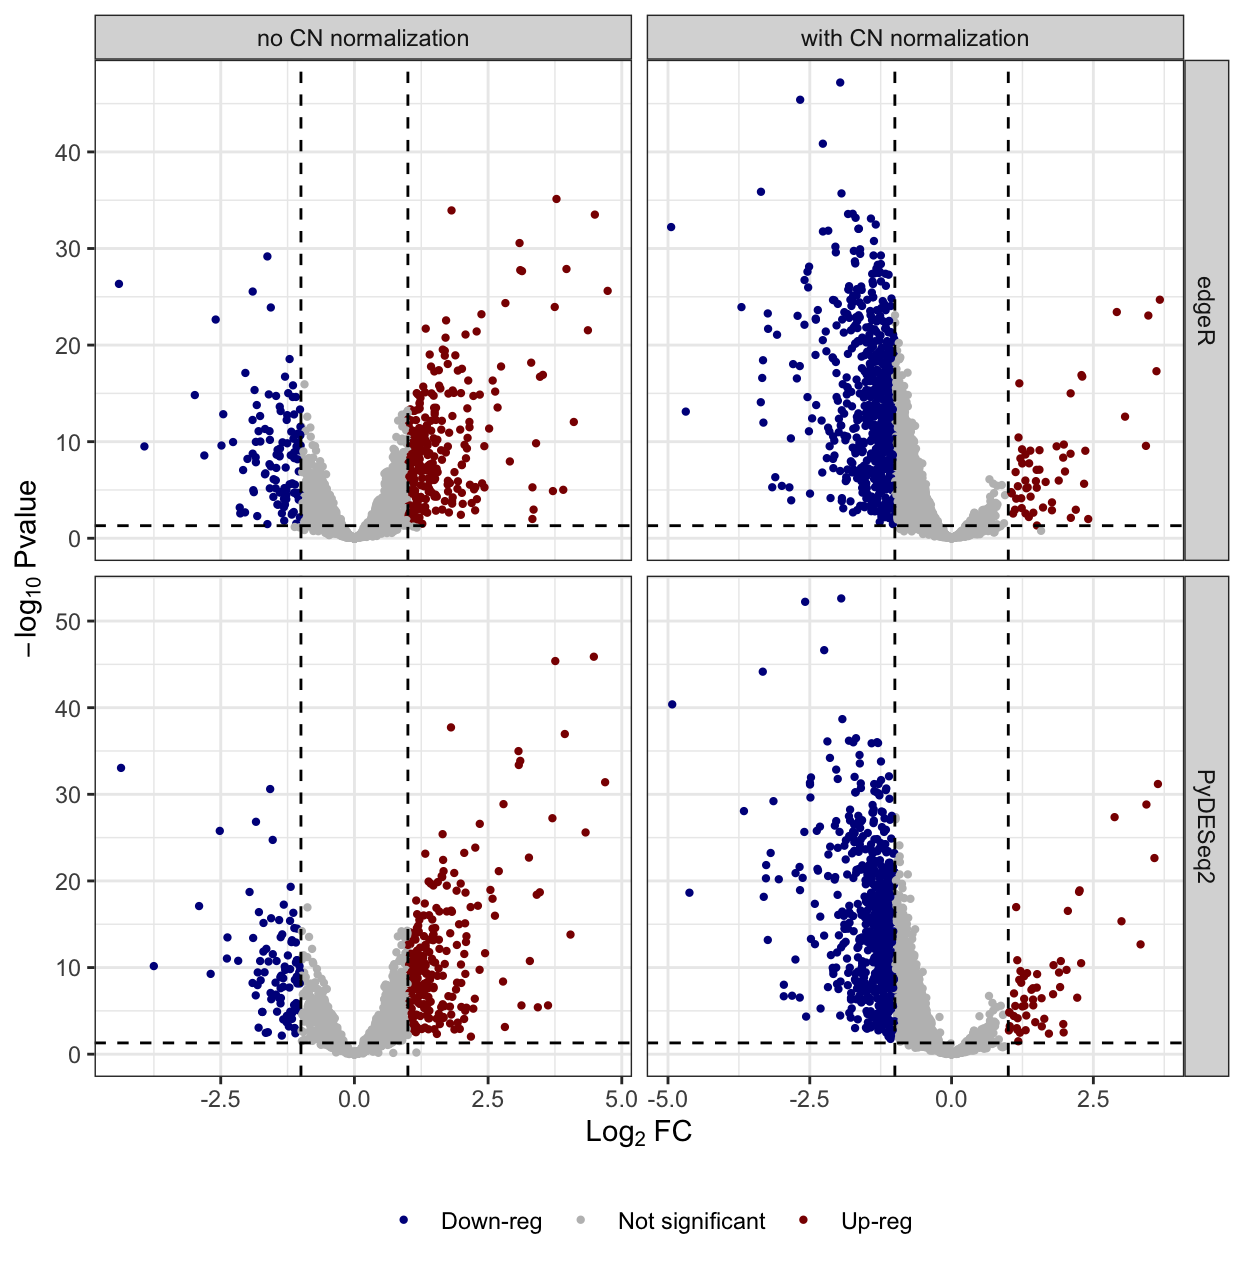 no CN normalization
with CN normalization
40
30
20
10
0
edgeR
50
40
30
20
10
0
PyDESeq2
−log₁₀ Pvalue
-2.5
0.0
2.5
5.0
-5.0
-2.5
0.0
2.5
Log₂ FC
Down-reg
Not significant
Up-reg